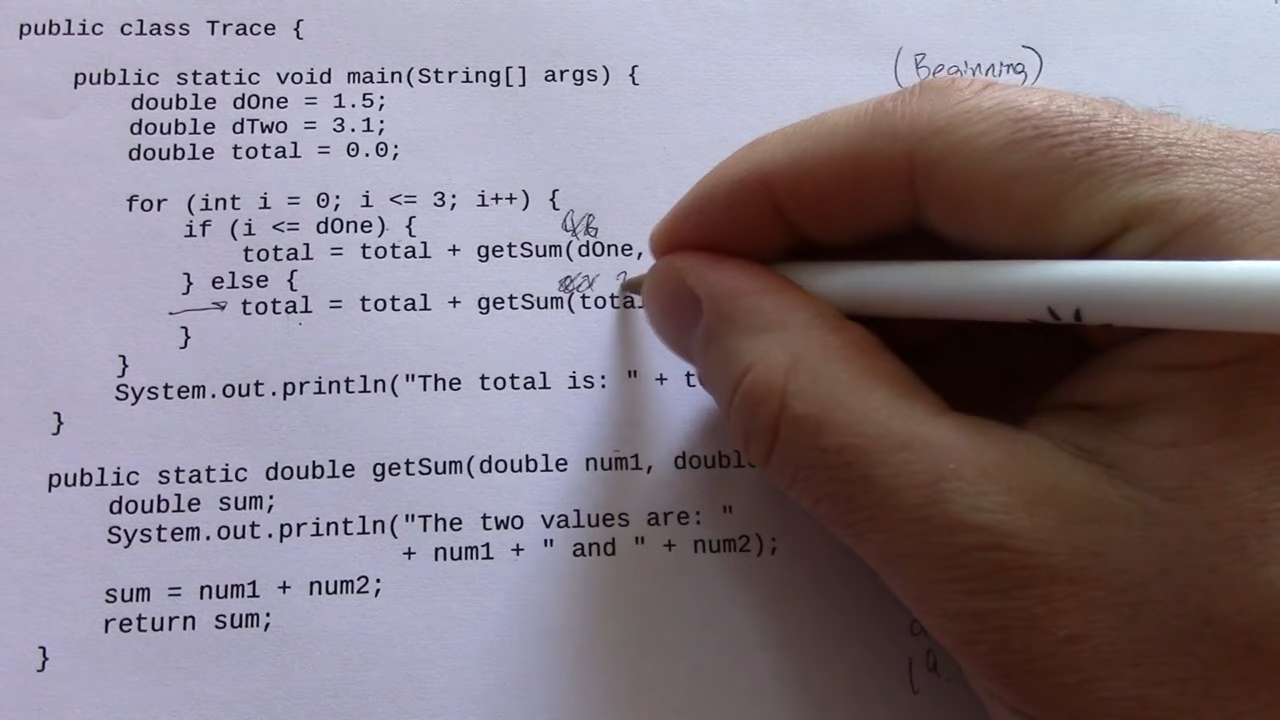 public class Trace {
(Beginning)
public static void main(String[] args) {
double dOne = 1.5;
double dTwo = 3.1;
double total = 0.0;
for (int i = 0; i <= 3; i++) {
if (i <= dOne) {
total = total + getSum(dOne,
} else {
total = total + getSum(total
}
}
System.out.println("The total is: " +
}
public static double getSum(double num1, double
double sum;
System.out.println("The two values are: "
+ num1 + " and " + num2);
sum = num1 + num2;
return sum;
}